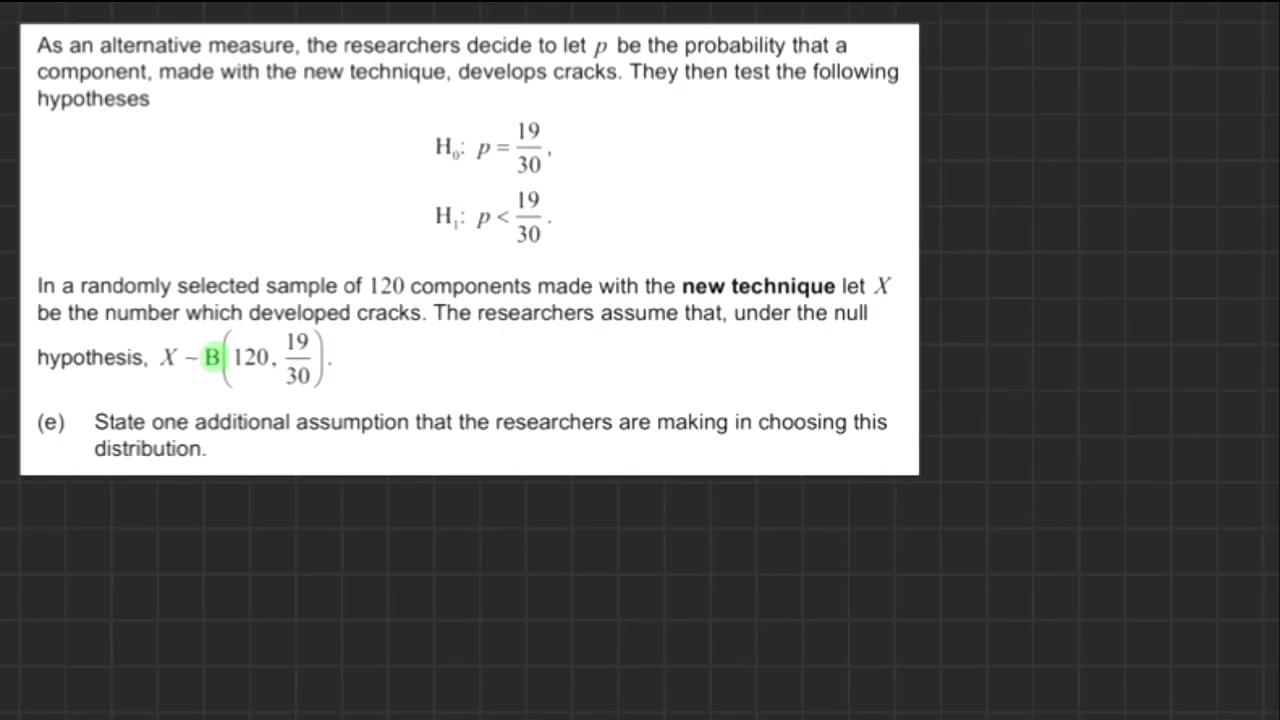 As an alternative measure, the researchers decide to let p be the probability that a
component, made with the new technique, develops cracks. They then test the following
hypotheses
H₀: p = 19/30,
H₁: p < 19/30.
In a randomly selected sample of 120 components made with the new technique let X
be the number which developed cracks. The researchers assume that, under the null
hypothesis, X ~ B(120, 19/30).
(e) State one additional assumption that the researchers are making in choosing this
distribution.